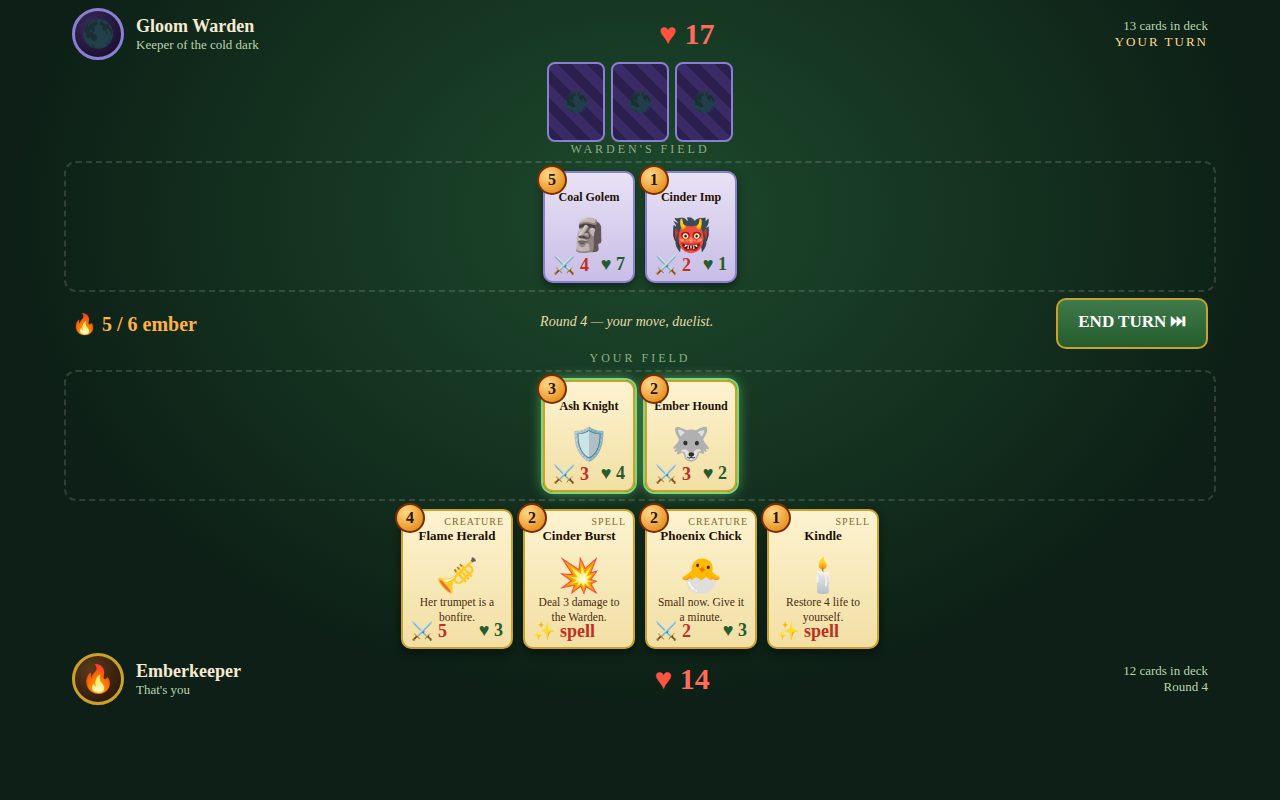 Gloom Warden
Keeper of the cold dark
♥ 17
13 cards in deck
YOUR TURN
WARDEN'S FIELD
5
Coal Golem
⚔️ 4 ♥ 7
1
Cinder Imp
⚔️ 2 ♥ 1
🔥 5 / 6 ember
Round 4 — your move, duelist.
END TURN ⏭
YOUR FIELD
3
Ash Knight
⚔️ 3 ♥ 4
2
Ember Hound
⚔️ 3 ♥ 2
4
CREATURE
Flame Herald
Her trumpet is a
bonfire.
⚔️ 5 ♥ 3
2
SPELL
Cinder Burst
Deal 3 damage to
the Warden.
✨ spell
2
CREATURE
Phoenix Chick
Small now. Give it
a minute.
⚔️ 2 ♥ 3
1
SPELL
Kindle
Restore 4 life to
yourself.
✨ spell
Emberkeeper
That's you
♥ 14
12 cards in deck
Round 4